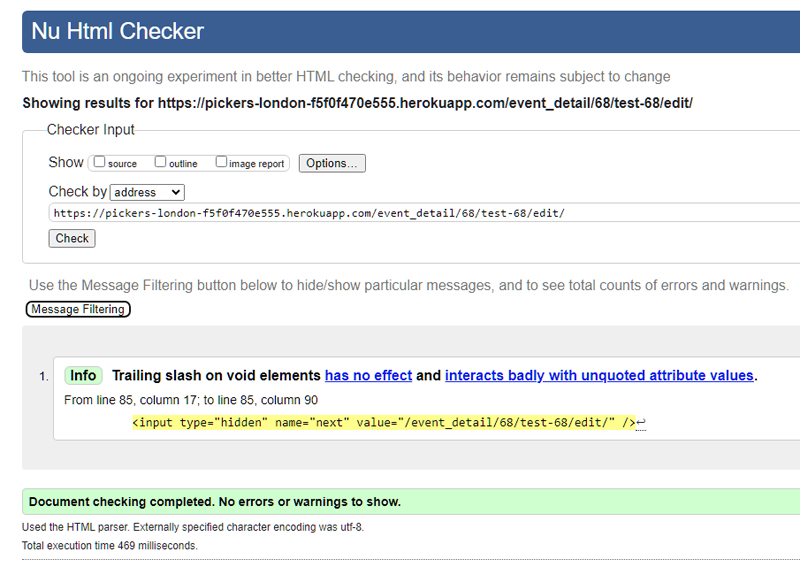 Nu Html Checker
This tool is an ongoing experiment in better HTML checking, and its behavior remains subject to change
Showing results for https://pickers-london-f5f0f470e555.herokuapp.com/event_detail/68/test-68/edit/
Checker Input
Show source outline image report Options...
Check by address
https://pickers-london-f5f0f470e555.herokuapp.com/event_detail/68/test-68/edit/
Check
Use the Message Filtering button below to hide/show particular messages, and to see total counts of errors and warnings.
Message Filtering
1. Info Trailing slash on void elements has no effect and interacts badly with unquoted attribute values.
From line 85, column 17; to line 85, column 90
<input type="hidden" name="next" value="/event_detail/68/test-68/edit/" />↩
Document checking completed. No errors or warnings to show.
Used the HTML parser. Externally specified character encoding was utf-8.
Total execution time 469 milliseconds.